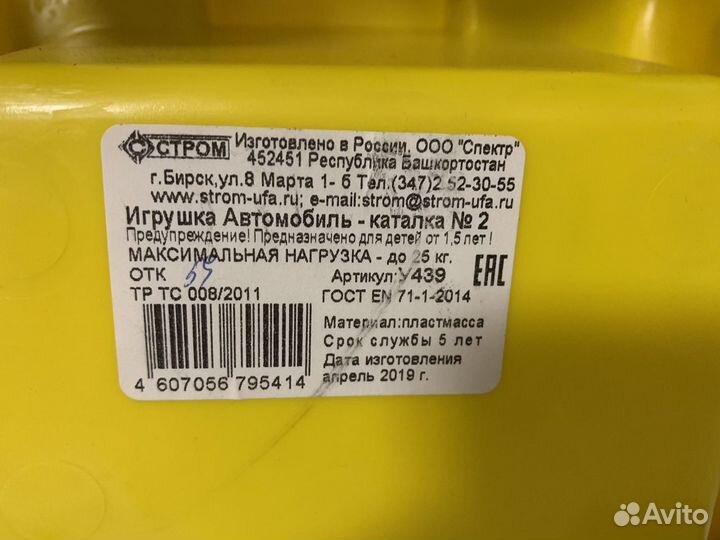 СТРОМ Изготовлено в России, ООО "Спектр"
452451 Республика Башкортостан
г.Бирск,ул.8 Марта 1- б Тел.(347)2 52-30-55
www.strom-ufa.ru; e-mail:strom@strom-ufa.ru
Игрушка Автомобиль - каталка № 2
Предупреждение! Предназначено для детей от 1,5 лет !
МАКСИМАЛЬНАЯ НАГРУЗКА - до 25 кг.
ОТК Артикул:У439 ЕАС
ТР ТС 008/2011 ГОСТ EN 71-1-2014
Материал:пластмасса
Срок службы 5 лет
Дата изготовления
апрель 2019 г.
4 607056 795414
Avito